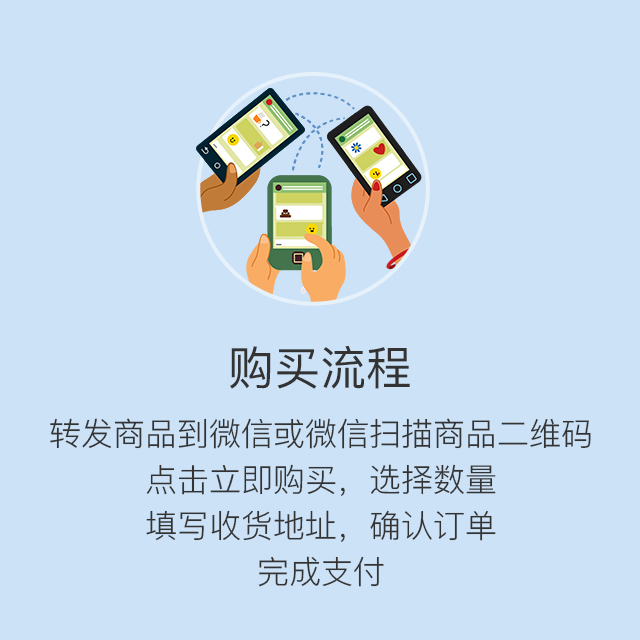 购买流程
转发商品到微信或微信扫描商品二维码
点击立即购买，选择数量
填写收货地址，确认订单
完成支付